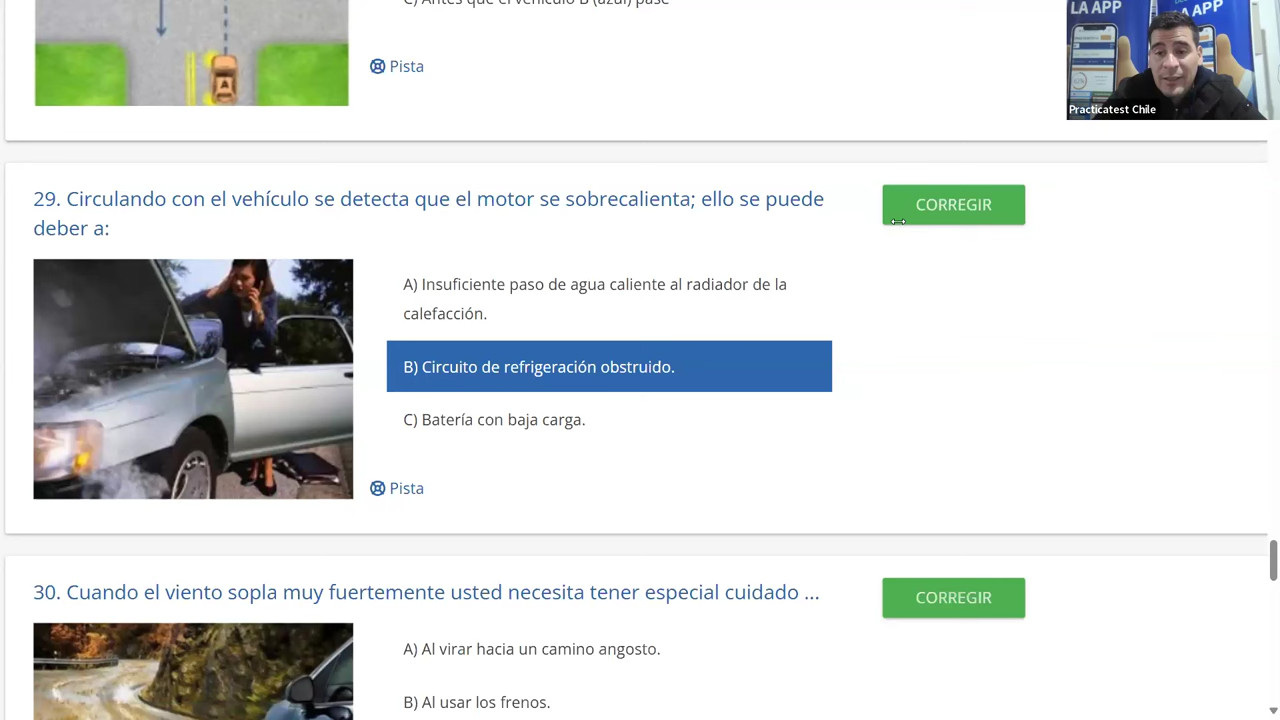 LA APP
LA APP
Practicatest Chile
Pista
29. Circulando con el vehículo se detecta que el motor se sobrecalienta; ello se puede
deber a:
CORREGIR
A) Insuficiente paso de agua caliente al radiador de la
calefacción.
B) Circuito de refrigeración obstruido.
C) Batería con baja carga.
Pista
30. Cuando el viento sopla muy fuertemente usted necesita tener especial cuidado ...
CORREGIR
A) Al virar hacia un camino angosto.
B) Al usar los frenos.